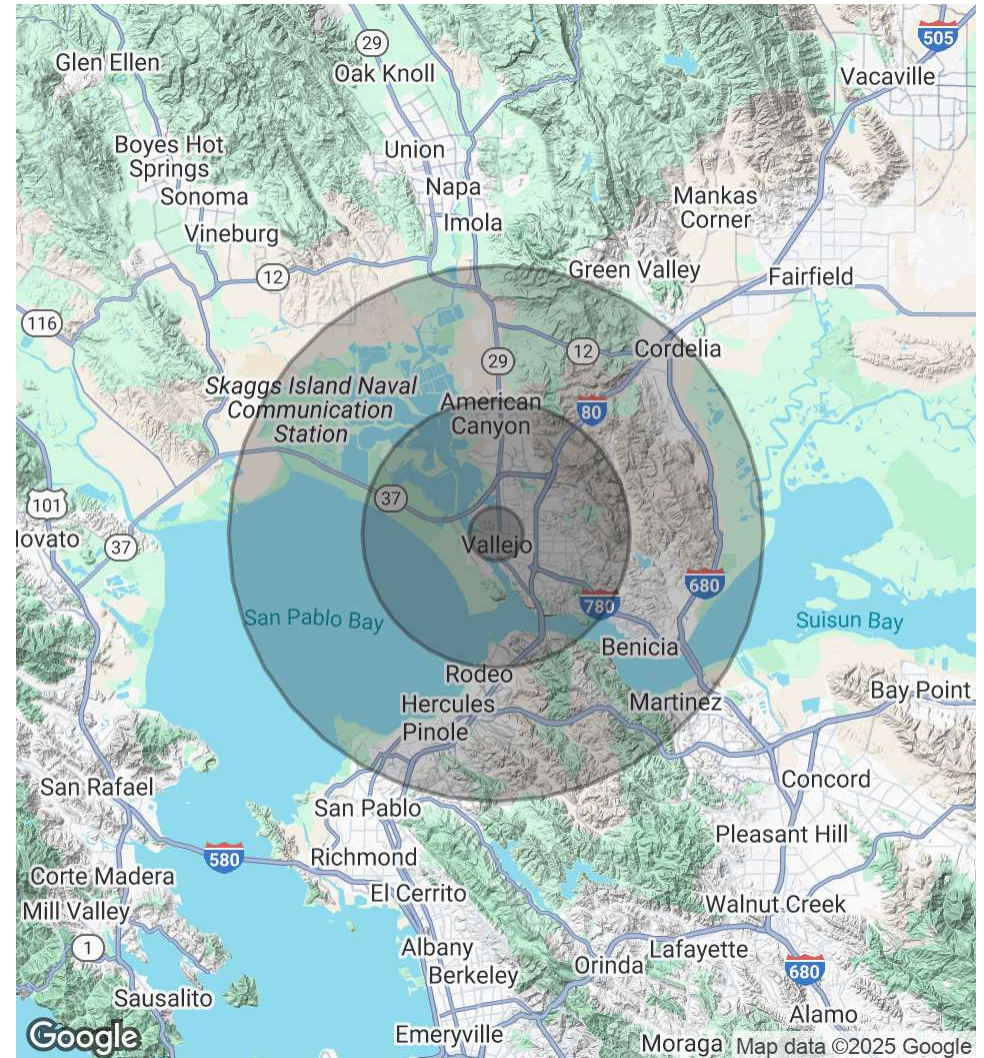 29
505
Glen Ellen
Oak Knoll
Vacaville
Boyes Hot
Springs
Union
Sonoma
Napa
Mankas
Corner
Vineburg
Imola
12
Green Valley
Fairfield
116
29
12
Cordelia
Skaggs Island Naval
Communication
Station
American
Canyon
80
101
37
lovato
37
Vallejo
680
780
San Pablo Bay
Suisun Bay
Benicia
Rodeo
Bay Point
Hercules
Martinez
Pinole
San Rafael
Concord
San Pablo
Pleasant Hill
580
Richmond
Corte Madera
El Cerrito
Mill Valley
Walnut Creek
1
Albany
Lafayette
Berkeley
Orinda
680
Sausalito
Alamo
Emeryville
Google
Moraga
Map data ©2025 Google